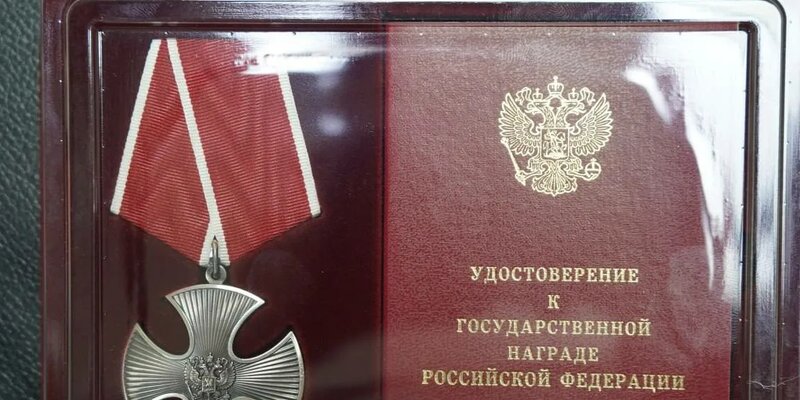 УДОСТОВЕРЕНИЕ
К
ГОСУДАРСТВЕННОЙ
НАГРАДЕ
РОССИЙСКОЙ ФЕДЕРАЦИИ